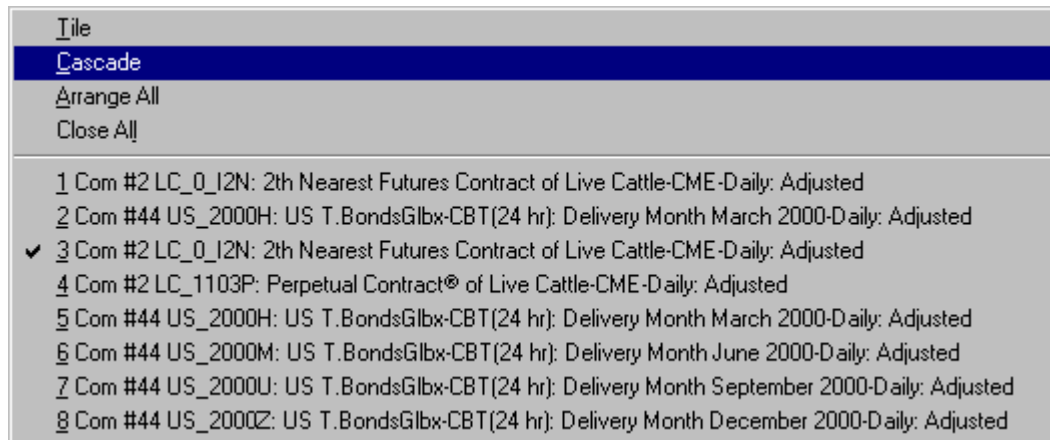 Tile
Cascade
Arrange All
Close All
1 Com #2 LC_0_I2N: 2th Nearest Futures Contract of Live Cattle-CME-Daily: Adjusted
2 Com #44 US_2000H: US T.BondsGlbx-CBT(24 hr): Delivery Month March 2000-Daily: Adjusted
3 Com #2 LC_0_I2N: 2th Nearest Futures Contract of Live Cattle-CME-Daily: Adjusted
4 Com #2 LC_1103P: Perpetual Contract® of Live Cattle-CME-Daily: Adjusted
5 Com #44 US_2000H: US T.BondsGlbx-CBT(24 hr): Delivery Month March 2000-Daily: Adjusted
6 Com #44 US_2000M: US T.BondsGlbx-CBT(24 hr): Delivery Month June 2000-Daily: Adjusted
7 Com #44 US_2000U: US T.BondsGlbx-CBT(24 hr): Delivery Month September 2000-Daily: Adjusted
8 Com #44 US_2000Z: US T.BondsGlbx-CBT(24 hr): Delivery Month December 2000-Daily: Adjusted